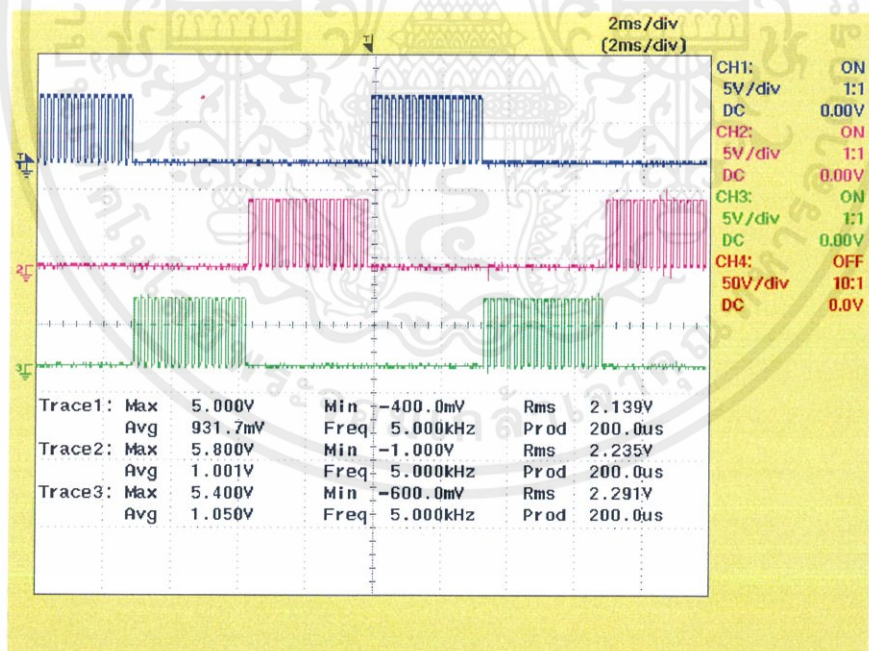 2ms/div
(2ms/div)
T
CH1: ON
5V/div 1:1
DC 0.00V
CH2: ON
5V/div 1:1
DC 0.00V
CH3: ON
5V/div 1:1
DC 0.00V
CH4: OFF
50V/div 10:1
DC 0.0V
2
3
Trace1: Max 5.000V Min -400.0mV Rms 2.139V
Avg 931.7mV Freq 5.000kHz Prod 200.0us
Trace2: Max 5.800V Min -1.000V Rms 2.235V
Avg 1.001V Freq 5.000kHz Prod 200.0us
Trace3: Max 5.400V Min -600.0mV Rms 2.291V
Avg 1.050V Freq 5.000kHz Prod 200.0us